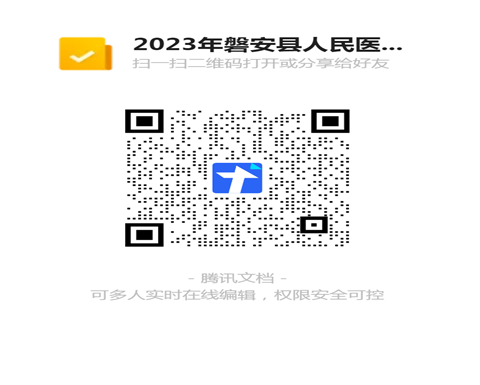 2023年磐安县人民医...
扫一扫二维码打开或分享给好友
- 腾讯文档 -
可多人实时在线编辑，权限安全可控